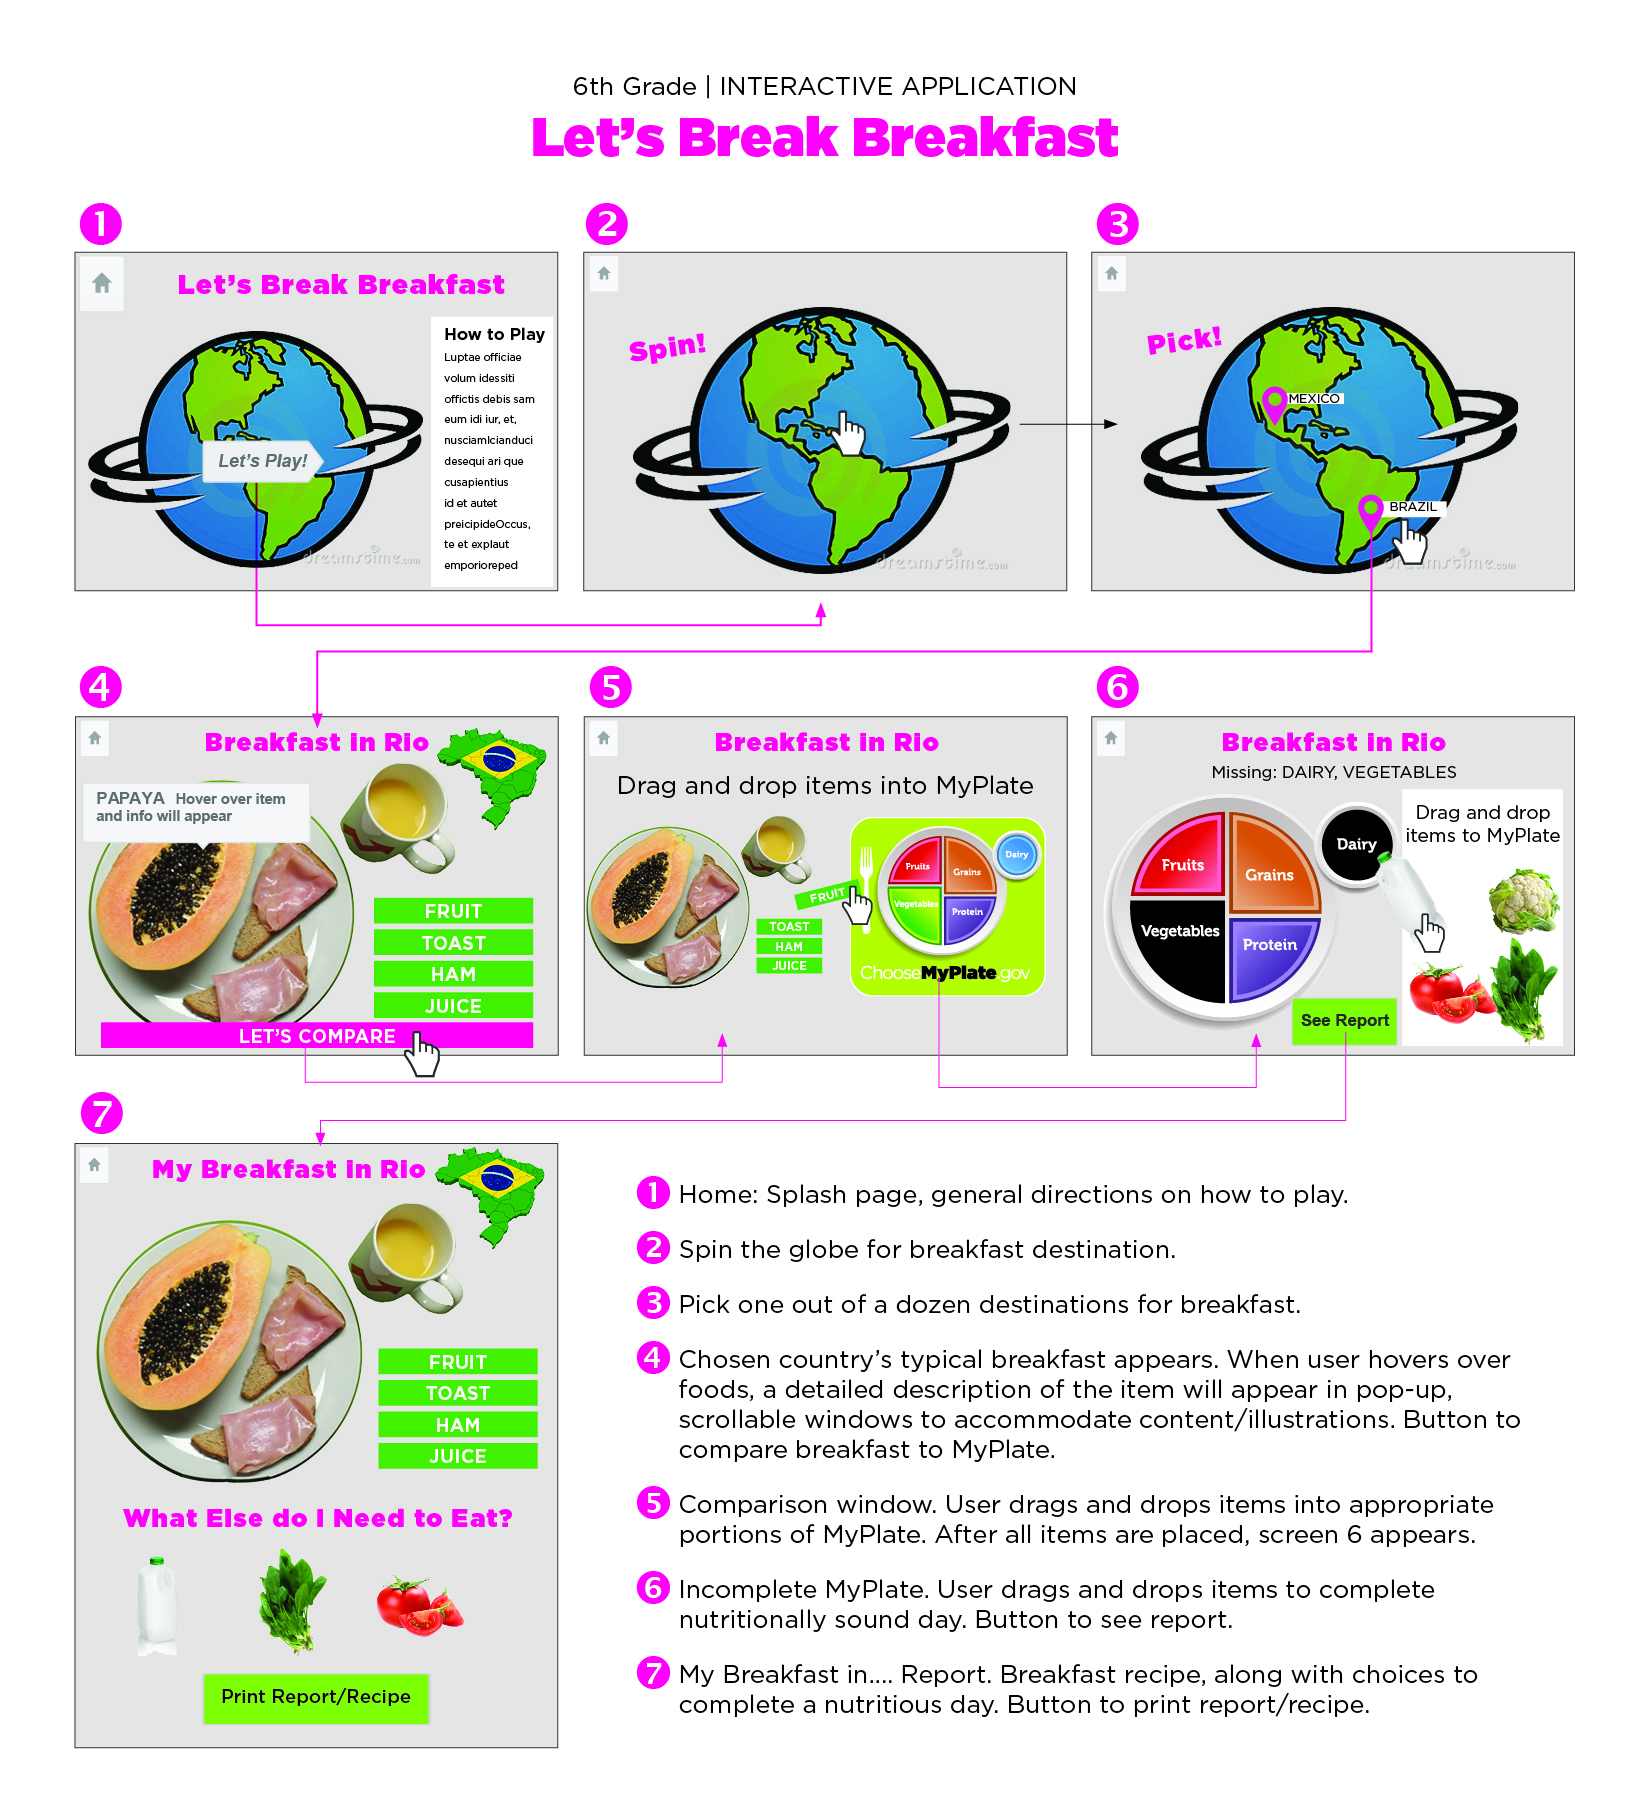 6th Grade | INTERACTIVE APPLICATION
Let's Break Breakfast
1
Let's Break Breakfast
How to Play
Luptae officiae
volum idessiti
offictis debis sam
eum idi iur, et,
nusciamIcianduci
desequi ari que
cusapientius
id et autet
preicipideOccus,
te et explaut
emporioreped
Let's Play!
dreamstime.com
2
Spin!
dreamstime.com
3
Pick!
MEXICO
BRAZIL
dreamstime.com
4
Breakfast in Rio
PAPAYA Hover over item
and info will appear
FRUIT
TOAST
HAM
JUICE
LET'S COMPARE
5
Breakfast in Rio
Drag and drop items into MyPlate
FRUIT
TOAST
HAM
JUICE
Fruits
Grains
Dairy
Vegetables
Protein
ChooseMyPlate.gov
6
Breakfast in Rio
Missing: DAIRY, VEGETABLES
Drag and drop
items to MyPlate
Dairy
Fruits
Grains
Vegetables
Protein
See Report
7
My Breakfast in Rio
FRUIT
TOAST
HAM
JUICE
What Else do I Need to Eat?
Print Report/Recipe
1 Home: Splash page, general directions on how to play.
2 Spin the globe for breakfast destination.
3 Pick one out of a dozen destinations for breakfast.
4 Chosen country's typical breakfast appears. When user hovers over
foods, a detailed description of the item will appear in pop-up,
scrollable windows to accommodate content/illustrations. Button to
compare breakfast to MyPlate.
5 Comparison window. User drags and drops items into appropriate
portions of MyPlate. After all items are placed, screen 6 appears.
6 Incomplete MyPlate. User drags and drops items to complete
nutritionally sound day. Button to see report.
7 My Breakfast in.... Report. Breakfast recipe, along with choices to
complete a nutritious day. Button to print report/recipe.